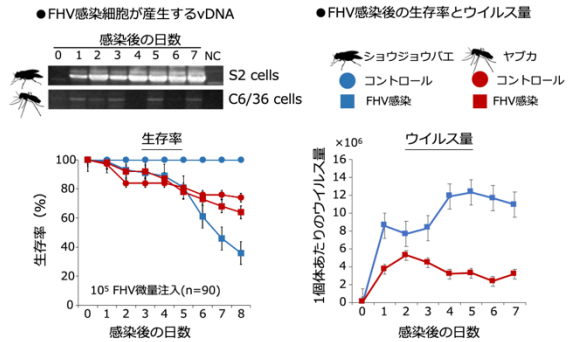 ●FHV感染細胞が産生するvDNA
感染後の日数
0 1 2 3 4 5 6 7 NC
S2 cells
C6/36 cells
生存率
生存率（%）
100
80
60
40
20
0
10⁵ FHV微量注入(n=90)
0 1 2 3 4 5 6 7 8
感染後の日数
●FHV感染後の生存率とウイルス量
ショウジョウバエ ヤブカ
コントロール コントロール
FHV感染 FHV感染
×10⁶
ウイルス量
1個体あたりのウイルス量
16
14
12
10
8
6
4
2
0
0 1 2 3 4 5 6 7
感染後の日数